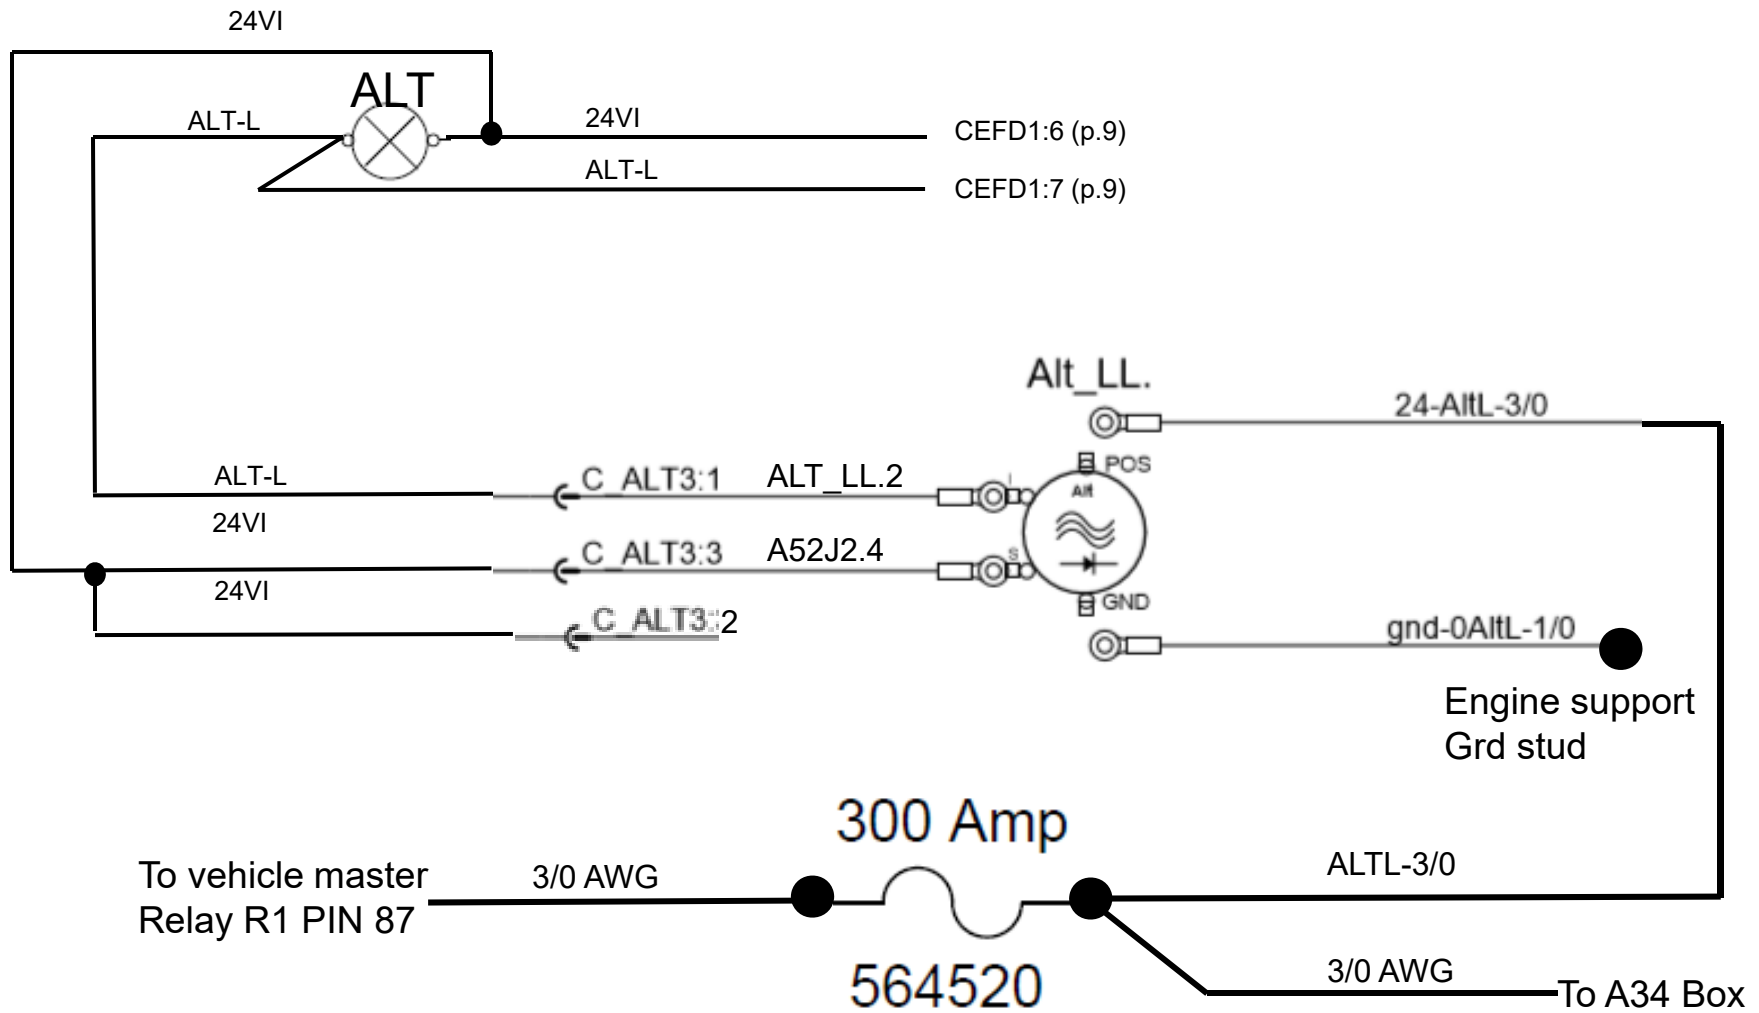 24VI
ALT
ALT-L
24VI
CEFD1:6 (p.9)
ALT-L
CEFD1:7 (p.9)
Alt_LL.
24-AltL-3/0
POS
ALT-L
C_ALT3:1
ALT_LL.2
I
Alt
24VI
C_ALT3:3
A52J2.4
S
24VI
C_ALT3:2
GND
gnd-0AltL-1/0
Engine support
Grd stud
300 Amp
To vehicle master
Relay R1 PIN 87
3/0 AWG
ALTL-3/0
564520
3/0 AWG
To A34 Box